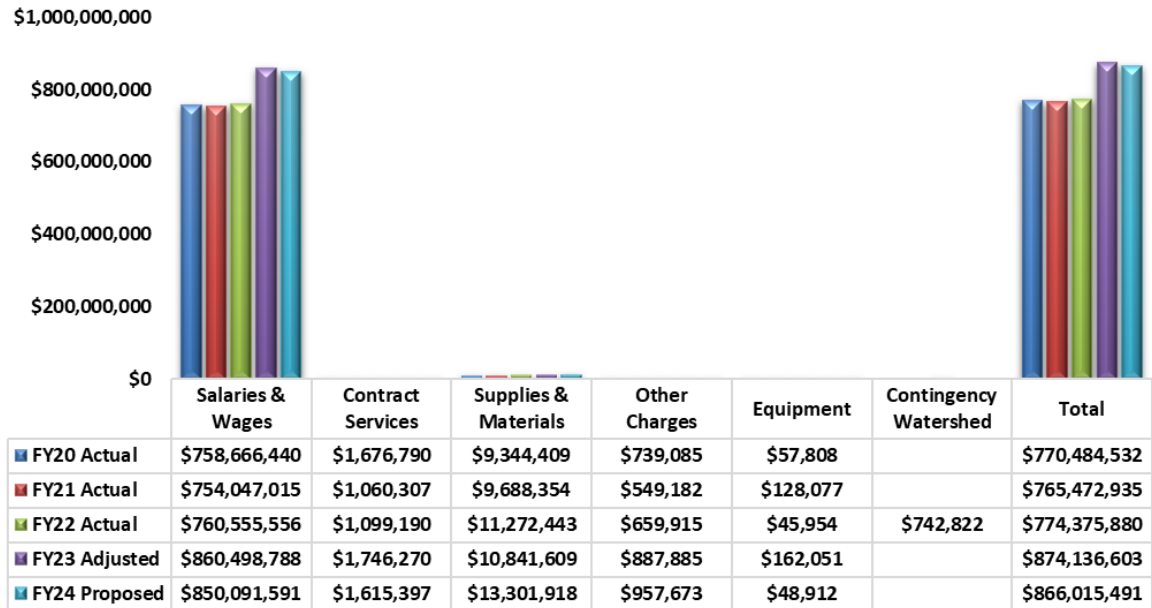 $1,000,000,000
$800,000,000
$600,000,000
$400,000,000
$200,000,000
$0
Salaries & Wages Contract Services Supplies & Materials Other Charges Equipment Contingency Watershed Total
FY20 Actual $758,666,440 $1,676,790 $9,344,409 $739,085 $57,808 $770,484,532
FY21 Actual $754,047,015 $1,060,307 $9,688,354 $549,182 $128,077 $765,472,935
FY22 Actual $760,555,556 $1,099,190 $11,272,443 $659,915 $45,954 $742,822 $774,375,880
FY23 Adjusted $860,498,788 $1,746,270 $10,841,609 $887,885 $162,051 $874,136,603
FY24 Proposed $850,091,591 $1,615,397 $13,301,918 $957,673 $48,912 $866,015,491